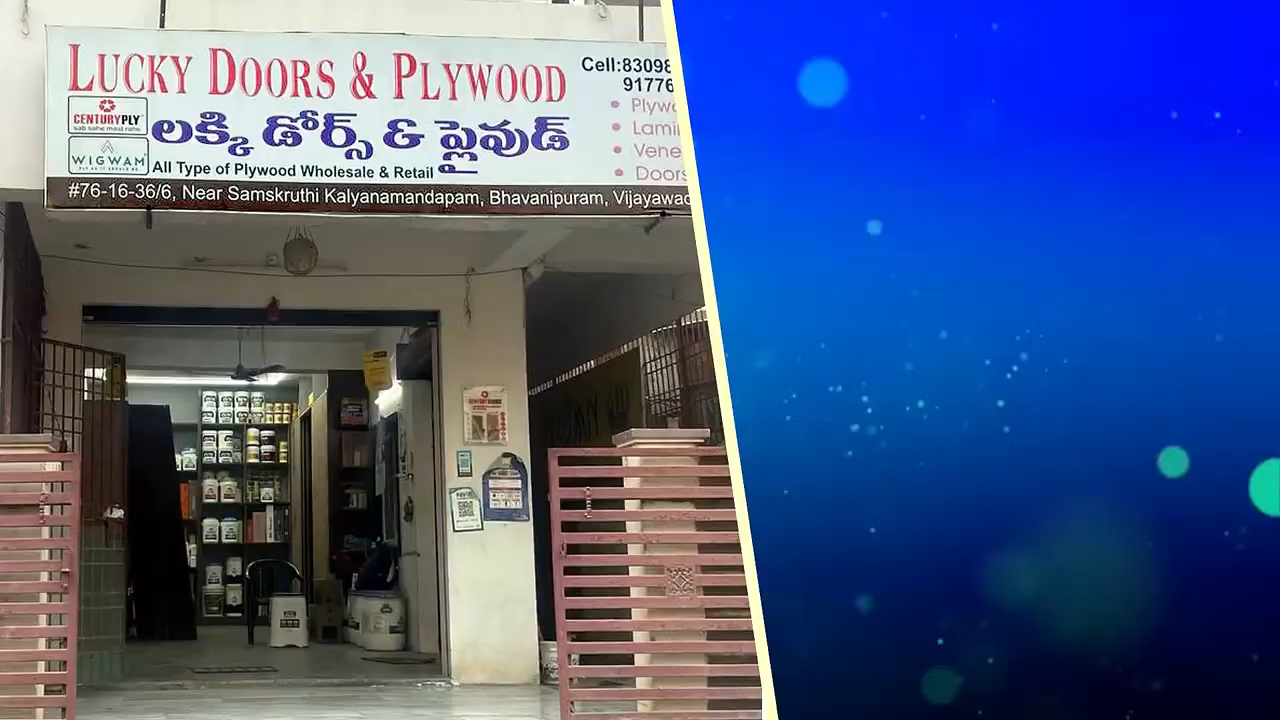 LUCKY DOORS & PLYWOOD
Cell:83098
91776
CENTURYPLY
sab sahe mast rahe
లక్కి డోర్స్ & ప్లైవుడ్
WIGWAM
All Type of Plywood Wholesale & Retail
Plywo
Lamin
Vene
Doors
#76-16-36/6, Near Samskruthi Kalyanamandapam, Bhavanipuram, Vijayawad